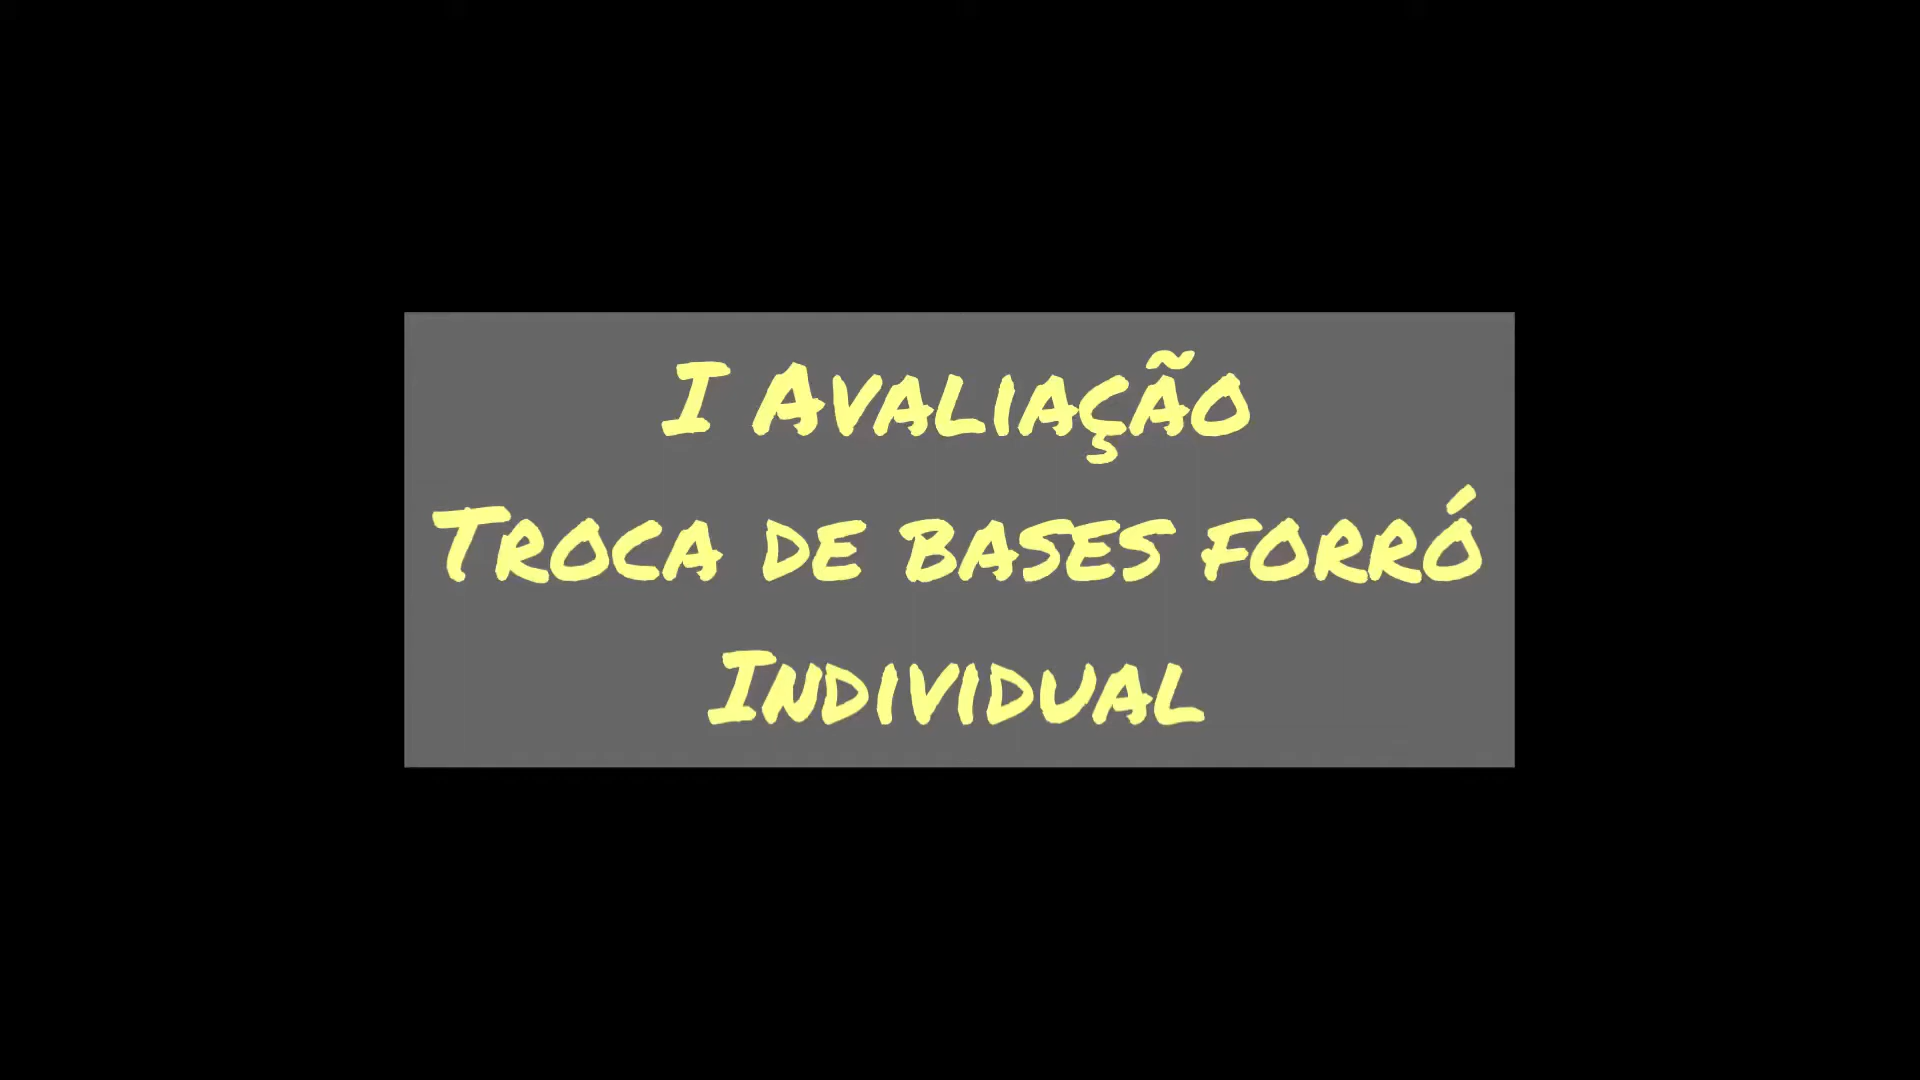 I Avaliação
Troca de bases forró
Individual